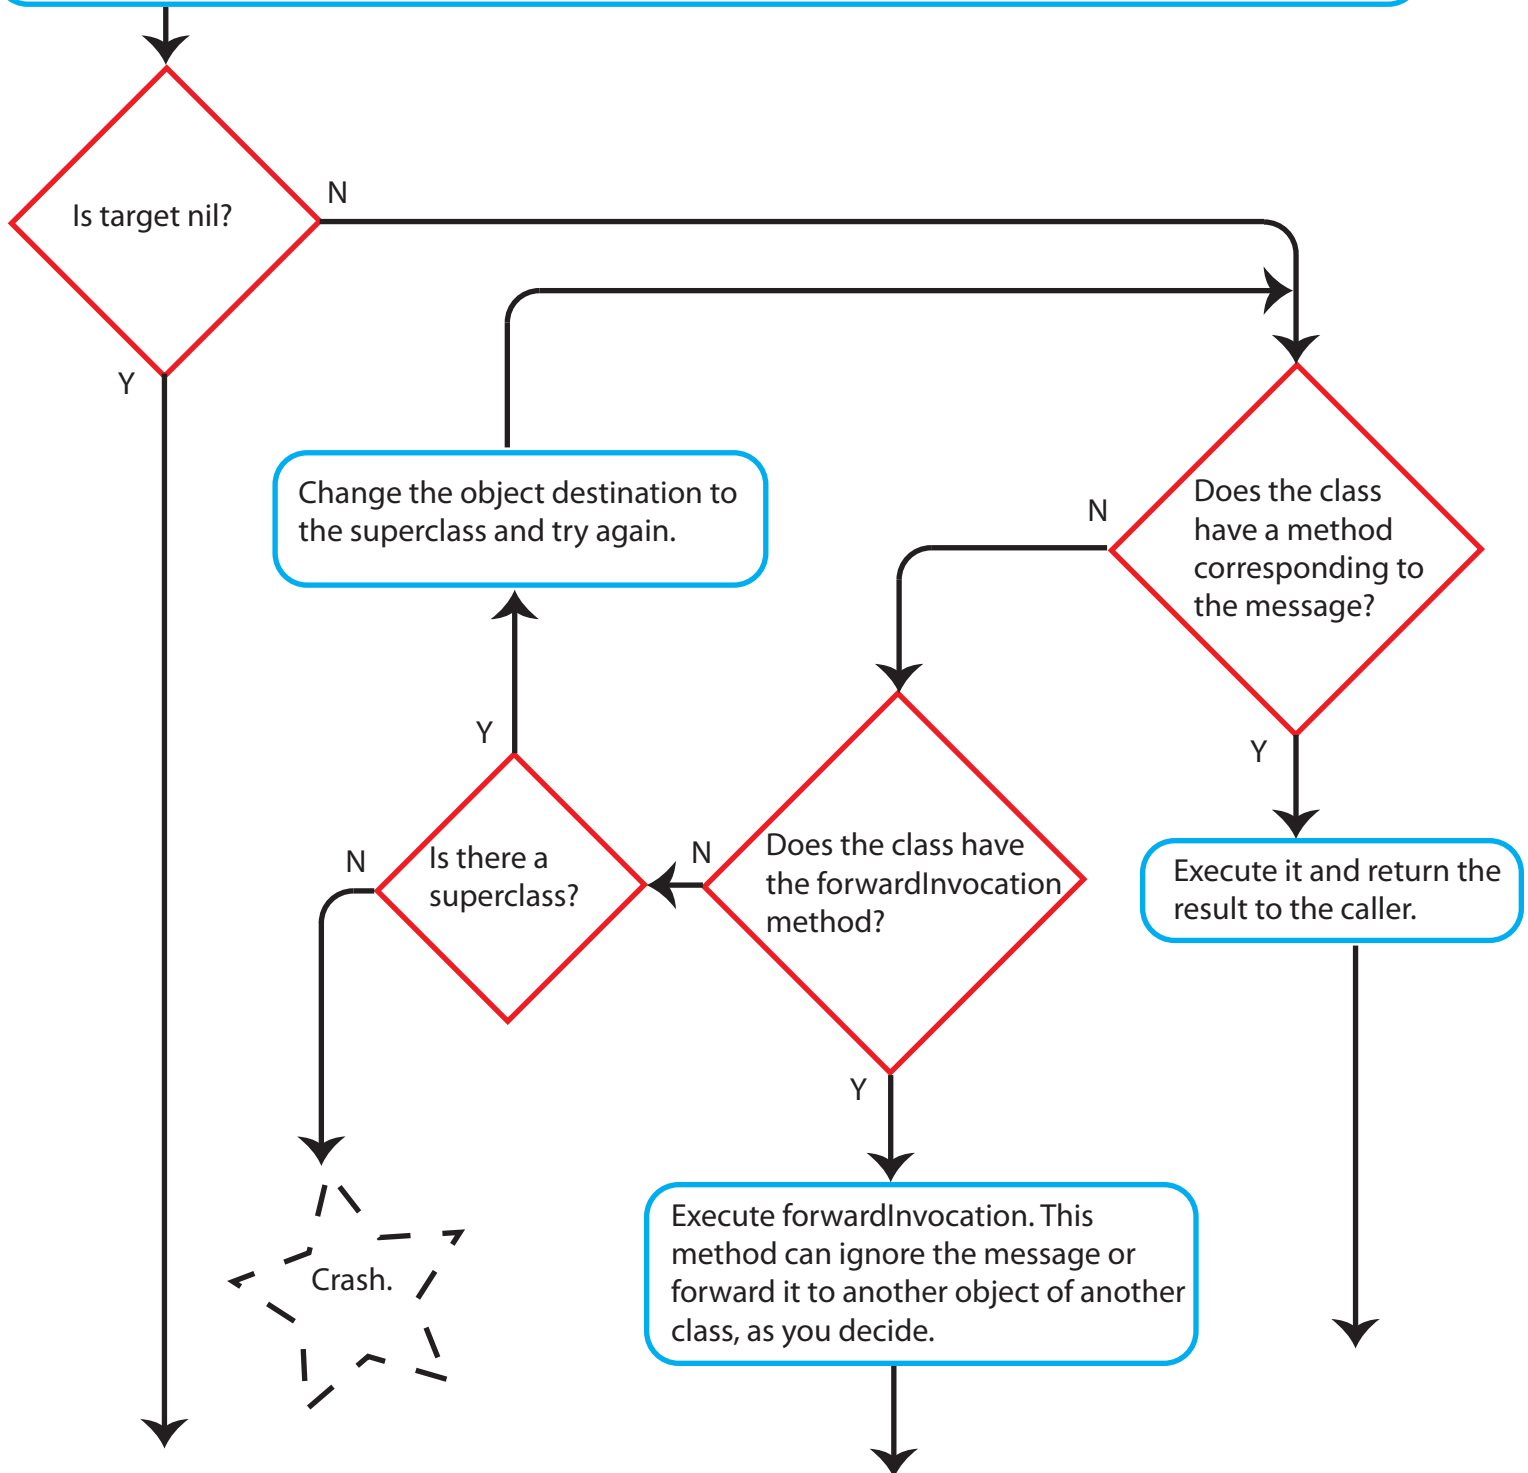 Is target nil?
N
Y
Change the object destination to
the superclass and try again.
Does the class
have a method
corresponding to
the message?
N
Y
Execute it and return the
result to the caller.
Does the class have
the forwardInvocation
method?
N
Y
Is there a
superclass?
Y
N
Crash.
Execute forwardInvocation. This
method can ignore the message or
forward it to another object of another
class, as you decide.